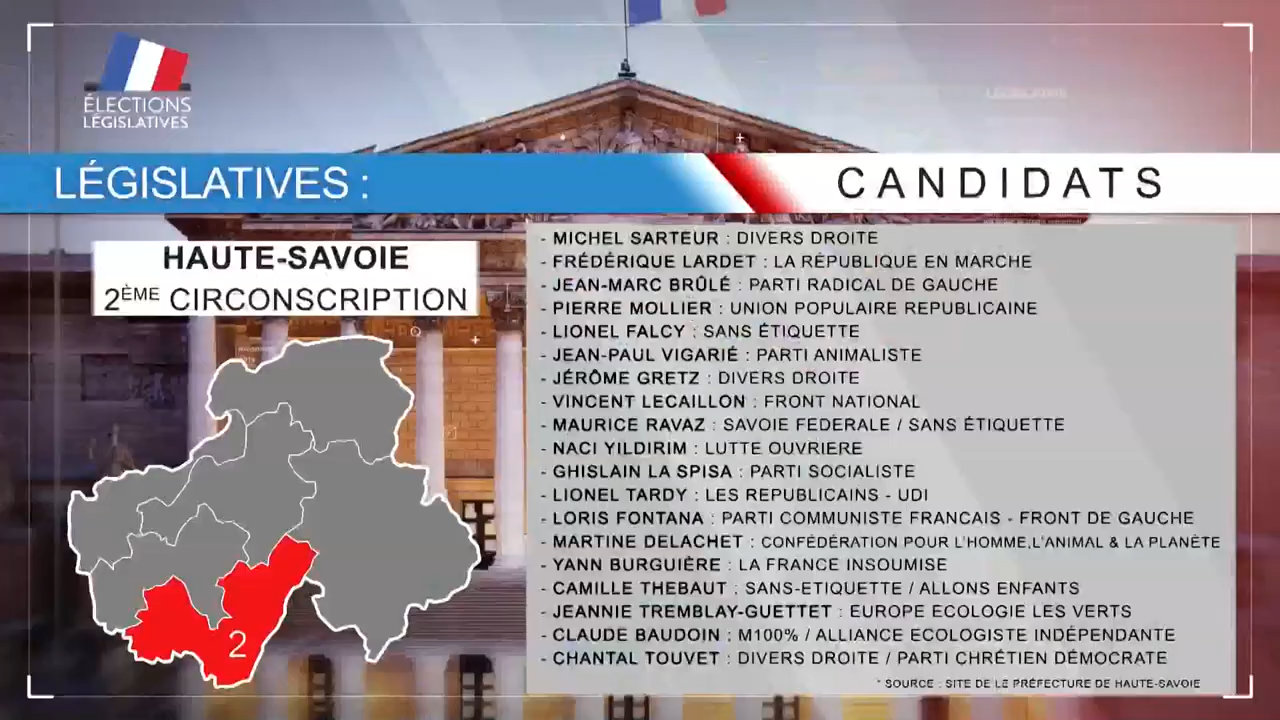 ÉLECTIONS
LÉGISLATIVES
LÉGISLATIVES :
CANDIDATS
HAUTE-SAVOIE
2ÈME CIRCONSCRIPTION
2
- MICHEL SARTEUR : DIVERS DROITE
- FRÉDÉRIQUE LARDET : LA RÉPUBLIQUE EN MARCHE
- JEAN-MARC BRÛLÉ : PARTI RADICAL DE GAUCHE
- PIERRE MOLLIER : UNION POPULAIRE REPUBLICAINE
- LIONEL FALCY : SANS ÉTIQUETTE
- JEAN-PAUL VIGARIÉ : PARTI ANIMALISTE
- JÉRÔME GRETZ : DIVERS DROITE
- VINCENT LECAILLON : FRONT NATIONAL
- MAURICE RAVAZ : SAVOIE FEDERALE / SANS ÉTIQUETTE
- NACI YILDIRIM : LUTTE OUVRIERE
- GHISLAIN LA SPISA : PARTI SOCIALISTE
- LIONEL TARDY : LES REPUBLICAINS - UDI
- LORIS FONTANA : PARTI COMMUNISTE FRANCAIS - FRONT DE GAUCHE
- MARTINE DELACHET : CONFÉDÉRATION POUR L'HOMME,L'ANIMAL & LA PLANÈTE
- YANN BURGUIÈRE : LA FRANCE INSOUMISE
- CAMILLE THEBAUT : SANS-ETIQUETTE / ALLONS ENFANTS
- JEANNIE TREMBLAY-GUETTET : EUROPE ECOLOGIE LES VERTS
- CLAUDE BAUDOIN : M100% / ALLIANCE ECOLOGISTE INDÉPENDANTE
- CHANTAL TOUVET : DIVERS DROITE / PARTI CHRÉTIEN DÉMOCRATE
* SOURCE : SITE DE LE PRÉFECTURE DE HAUTE-SAVOIE